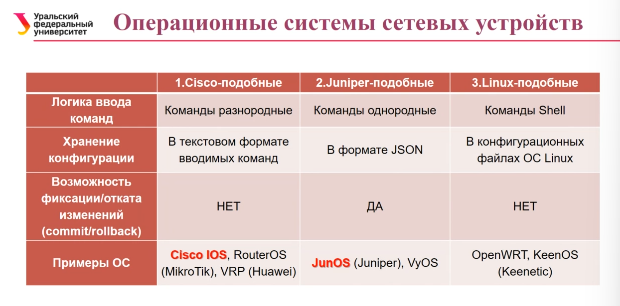 Уральский
федеральный
университет
Операционные системы сетевых устройств
1.Cisco-подобные 2.Juniper-подобные 3.Linux-подобные
Логика ввода
команд
Команды разнородные
Команды однородные
Команды Shell
Хранение
конфигурации
В текстовом формате
вводимых команд
В формате JSON
В конфигурационных
файлах ОС Linux
Возможность
фиксации/отката
изменений
(commit/rollback)
НЕТ
ДА
НЕТ
Примеры ОС
Cisco IOS, RouterOS
(MikroTik), VRP (Huawei)
JunOS (Juniper), VyOS
OpenWRT, KeenOS
(Keenetic)